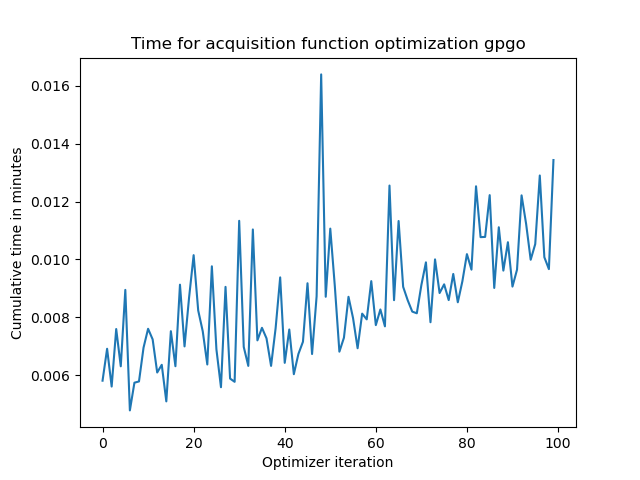 Time for acquisition function optimization gpgo
Cumulative time in minutes
0.016
0.014
0.012
0.010
0.008
0.006
0 20 40 60 80 100
Optimizer iteration